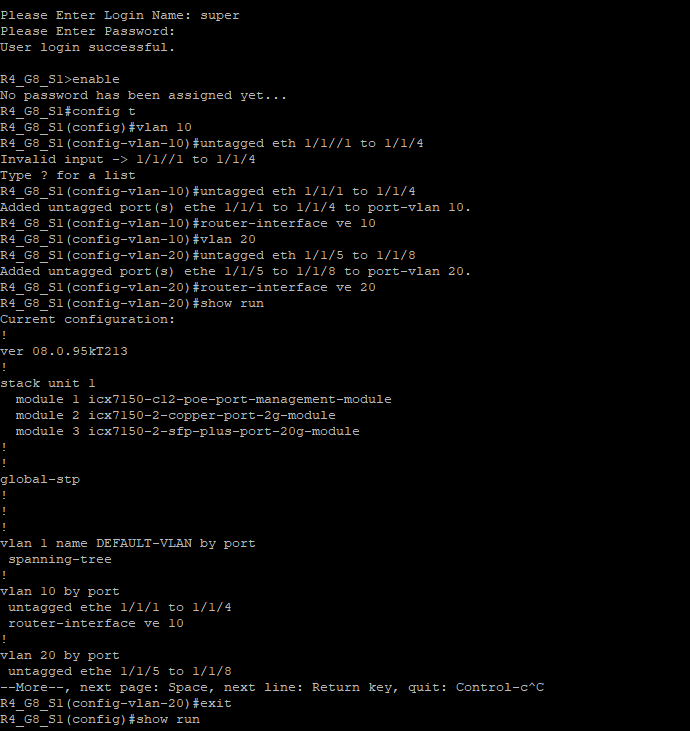 Please Enter Login Name: super
Please Enter Password:
User login successful.
R4_G8_S1>enable
No password has been assigned yet...
R4_G8_S1#config t
R4_G8_S1(config)#vlan 10
R4_G8_S1(config-vlan-10)#untagged eth 1/1//1 to 1/1/4
Invalid input -> 1/1//1 to 1/1/4
Type ? for a list
R4_G8_S1(config-vlan-10)#untagged eth 1/1/1 to 1/1/4
Added untagged port(s) ethe 1/1/1 to 1/1/4 to port-vlan 10.
R4_G8_S1(config-vlan-10)#router-interface ve 10
R4_G8_S1(config-vlan-10)#vlan 20
R4_G8_S1(config-vlan-20)#untagged eth 1/1/5 to 1/1/8
Added untagged port(s) ethe 1/1/5 to 1/1/8 to port-vlan 20.
R4_G8_S1(config-vlan-20)#router-interface ve 20
R4_G8_S1(config-vlan-20)#show run
Current configuration:
!
ver 08.0.95kT213
!
stack unit 1
  module 1 icx7150-c12-poe-port-management-module
  module 2 icx7150-2-copper-port-2g-module
  module 3 icx7150-2-sfp-plus-port-20g-module
!
!
global-stp
!
!
!
vlan 1 name DEFAULT-VLAN by port
 spanning-tree
!
vlan 10 by port
 untagged ethe 1/1/1 to 1/1/4
 router-interface ve 10
!
vlan 20 by port
 untagged ethe 1/1/5 to 1/1/8
--More--, next page: Space, next line: Return key, quit: Control-c^C
R4_G8_S1(config-vlan-20)#exit
R4_G8_S1(config)#show run